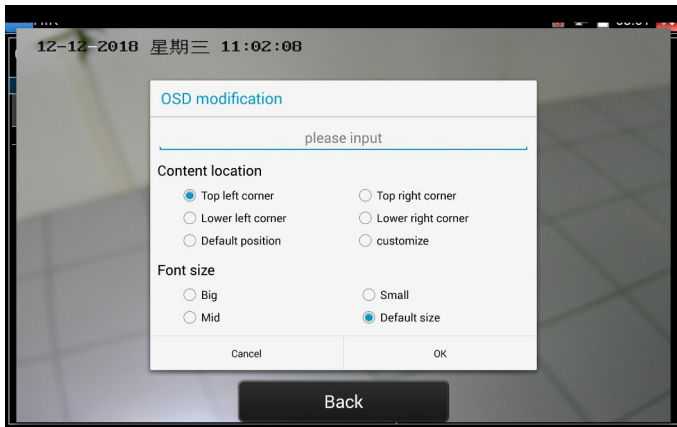 12-12-2018 星期三 11:02:08
OSD modification
please input
Content location
Top left corner
Top right corner
Lower left corner
Lower right corner
Default position
customize
Font size
Big
Small
Mid
Default size
Cancel
OK
Back